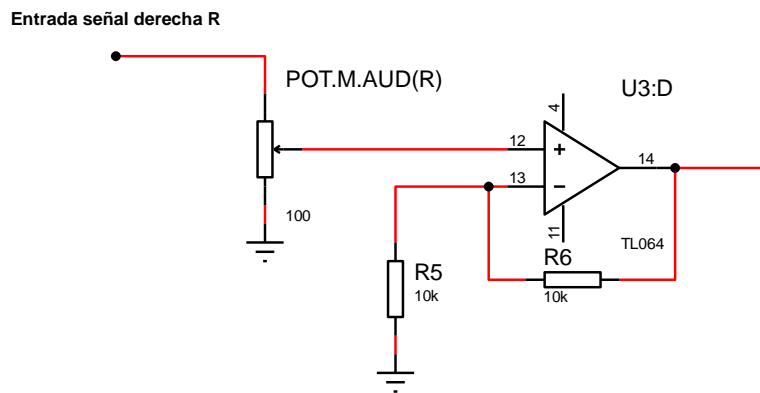 Entrada señal derecha R
POT.M.AUD(R)
U3:D
4
12
14
13
11
100
TL064
R5
10k
R6
10k